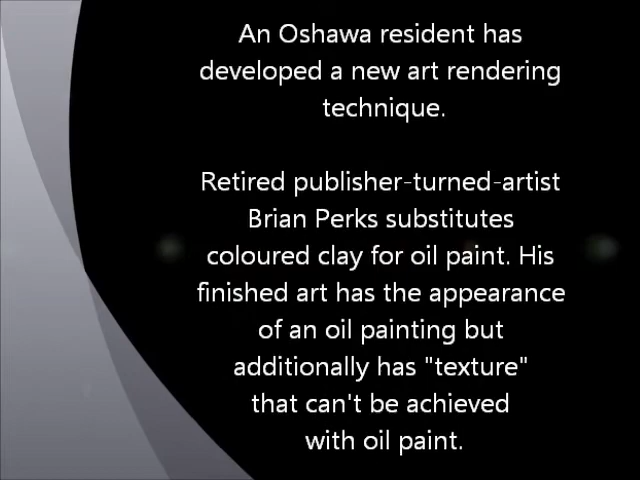 An Oshawa resident has
developed a new art rendering
technique.
Retired publisher-turned-artist
Brian Perks substitutes
coloured clay for oil paint. His
finished art has the appearance
of an oil painting but
additionally has "texture"
that can't be achieved
with oil paint.